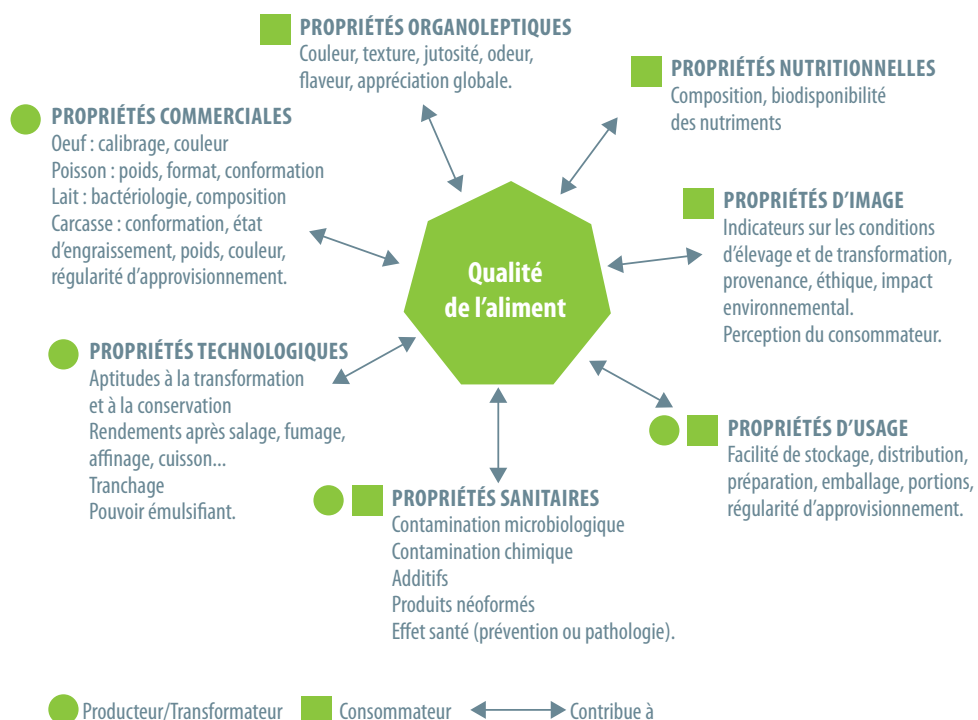 PROPRIÉTÉS ORGANOLEPTIQUES
Couleur, texture, jutosité, odeur,
flaveur, appréciation globale.
PROPRIÉTÉS NUTRITIONNELLES
Composition, biodisponibilité
des nutriments
PROPRIÉTÉS COMMERCIALES
Oeuf : calibrage, couleur
Poisson : poids, format, conformation
Lait : bactériologie, composition
Carcasse : conformation, état
d'engraissement, poids, couleur,
régularité d'approvisionnement.
PROPRIÉTÉS D'IMAGE
Indicateurs sur les conditions
d'élevage et de transformation,
provenance, éthique, impact
environnemental.
Perception du consommateur.
Qualité
de l'aliment
PROPRIÉTÉS TECHNOLOGIQUES
Aptitudes à la transformation
et à la conservation
Rendements après salage, fumage,
affinage, cuisson...
Tranchage
Pouvoir émulsifiant.
PROPRIÉTÉS D'USAGE
Facilité de stockage, distribution,
préparation, emballage, portions,
régularité d'approvisionnement.
PROPRIÉTÉS SANITAIRES
Contamination microbiologique
Contamination chimique
Additifs
Produits néoformés
Effet santé (prévention ou pathologie).
Producteur/Transformateur
Consommateur
Contribue à